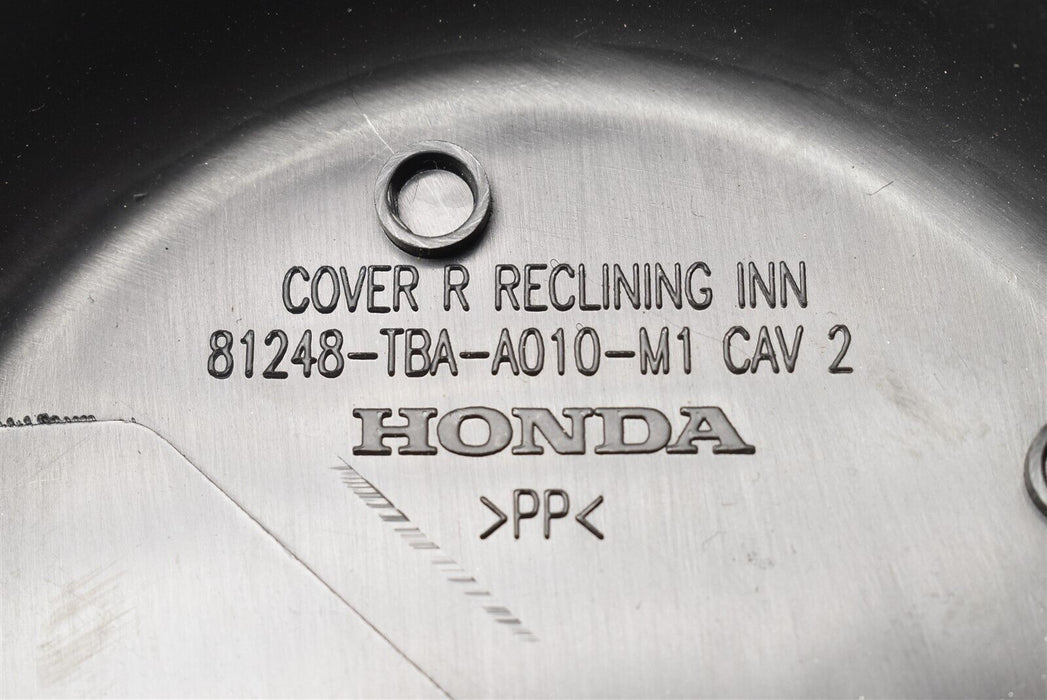 COVER R RECLINING INN
81248-TBA-A010-M1 CAV 2
HONDA
>PP<